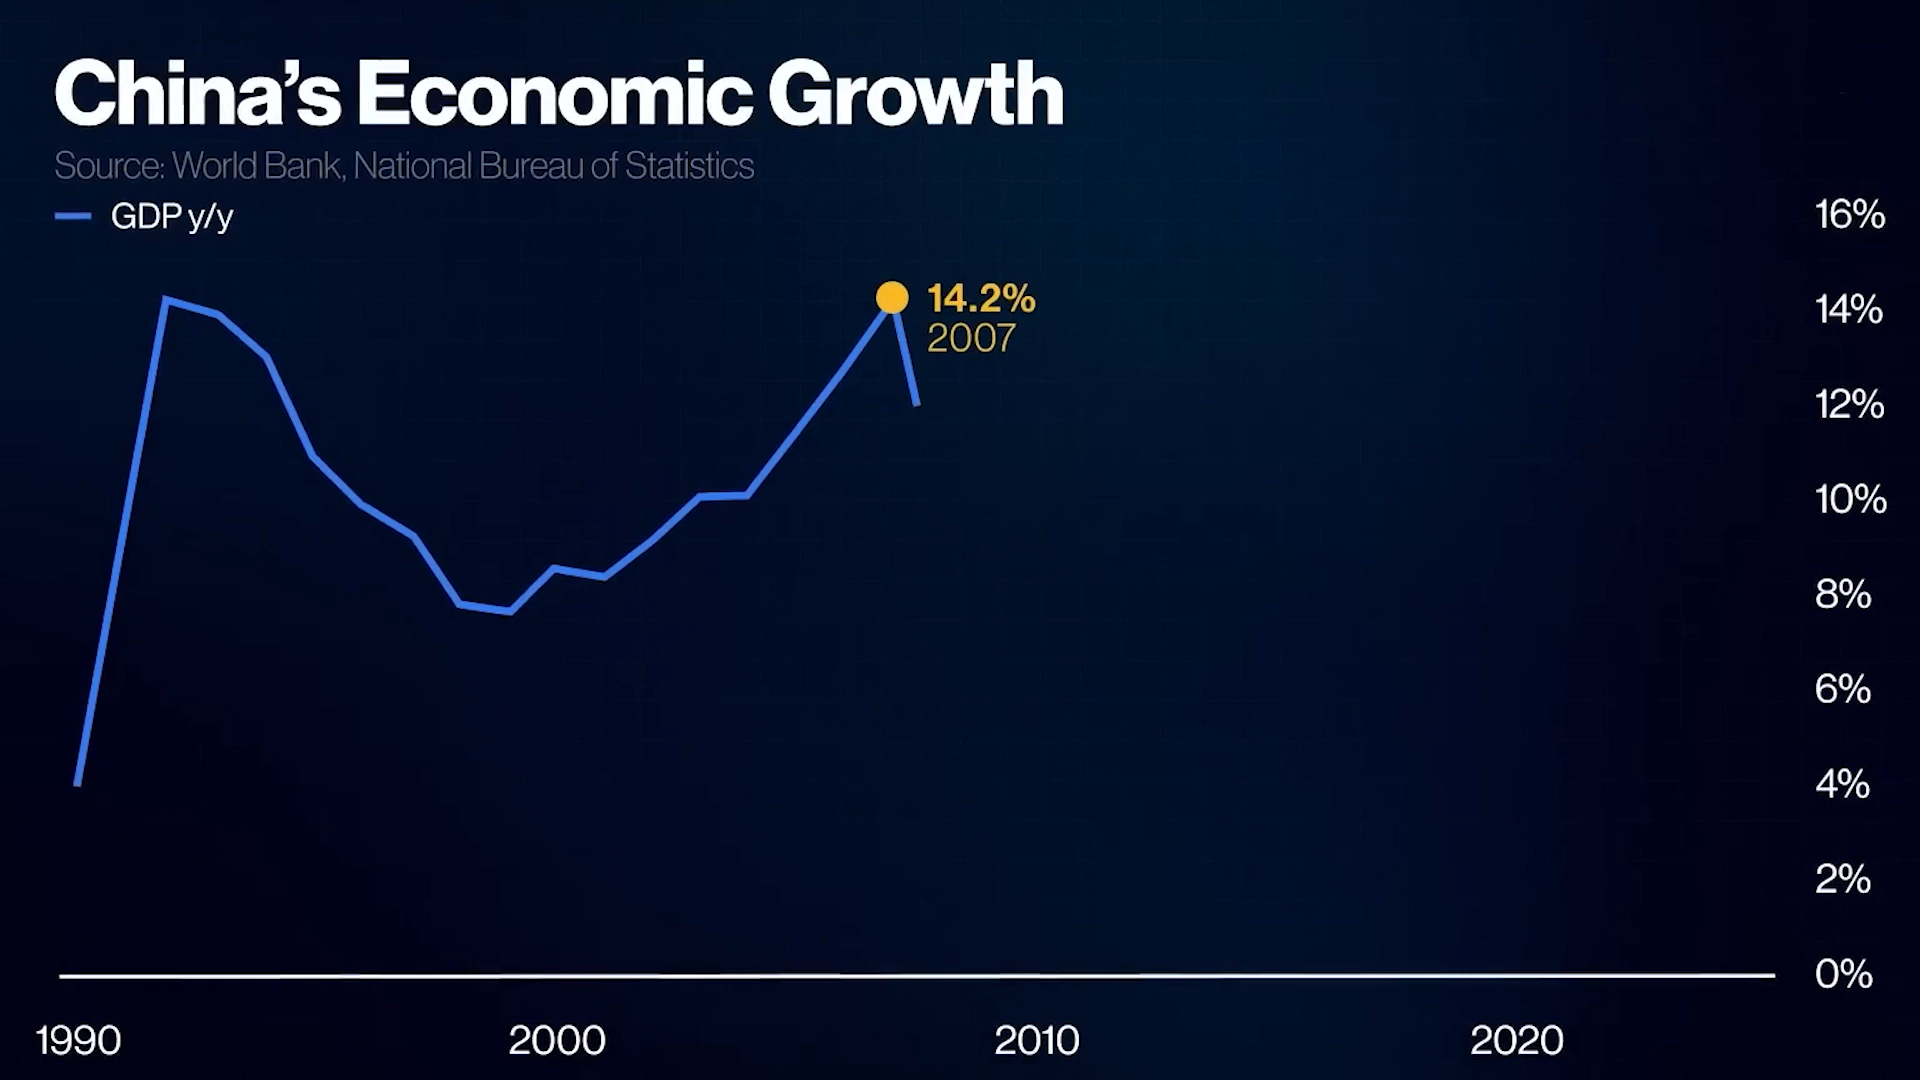 China’s Economic Growth
Source: World Bank, National Bureau of Statistics
GDP y/y
16%
14.2%
14%
2007
12%
10%
8%
6%
4%
2%
0%
1990 2000 2010 2020